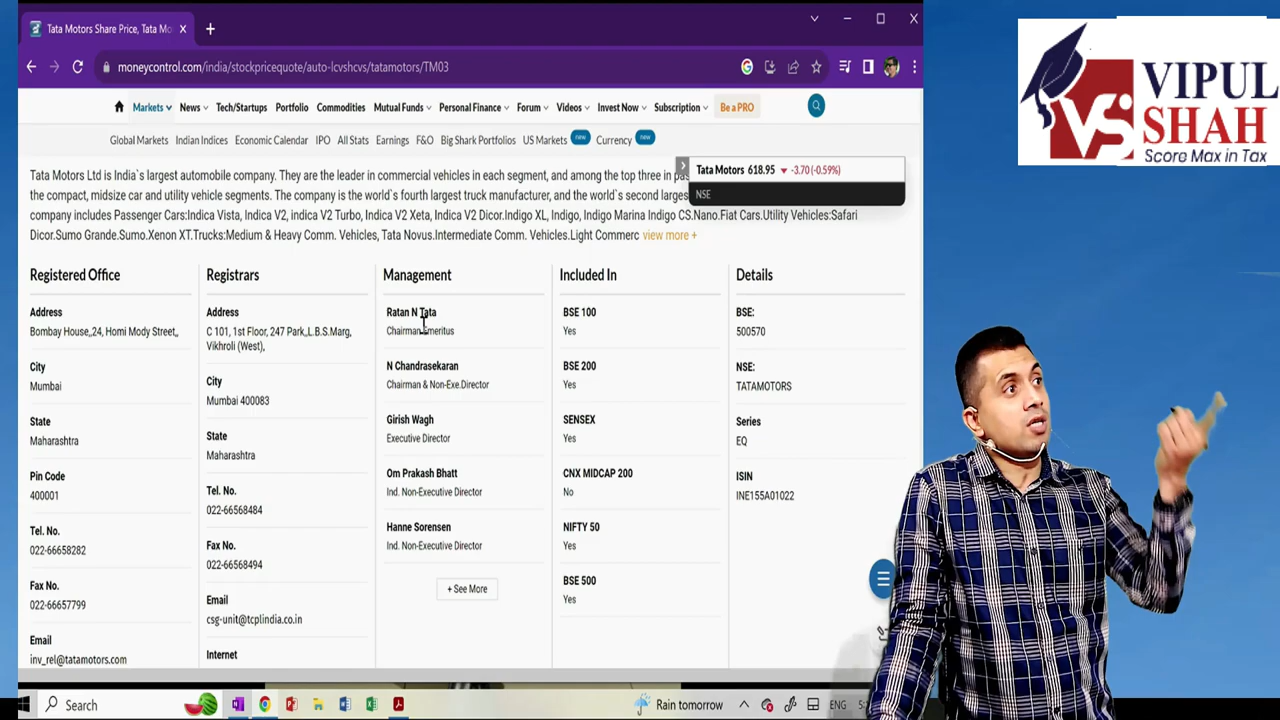 Tata Motors Share Price, Tata Mo
moneycontrol.com/india/stockpricequote/auto-lcvshcvs/tatamotors/TM03
Markets News Tech/Startups Portfolio Commodities Mutual Funds Personal Finance Forum Videos Invest Now Subscription Be a PRO
Global Markets Indian Indices Economic Calendar IPO All Stats Earnings F&O Big Shark Portfolios US Markets new Currency new
Tata Motors 618.95 -3.70 (-0.59%)
NSE
Tata Motors Ltd is India`s largest automobile company. They are the leader in commercial vehicles in each segment, and among the top three in
the compact, midsize car and utility vehicle segments. The company is the world`s fourth largest truck manufacturer, and the world`s second largest
company includes Passenger Cars:Indica Vista, Indica V2, indica V2 Turbo, Indica V2 Xeta, Indica V2 Dicor.Indigo XL, Indigo, Indigo Marina Indigo CS.Nano.Fiat Cars.Utility Vehicles:Safari
Dicor.Sumo Grande.Sumo.Xenon XT.Trucks:Medium & Heavy Comm. Vehicles, Tata Novus.Intermediate Comm. Vehicles.Light Commerc view more +
Registered Office
Address
Bombay House,,24, Homi Mody Street,,
City
Mumbai
State
Maharashtra
Pin Code
400001
Tel. No.
022-66658282
Fax No.
022-66657799
Email
inv_rel@tatamotors.com
Registrars
Address
C 101, 1st Floor, 247 Park,,L.B.S.Marg,
Vikhroli (West),
City
Mumbai 400083
State
Maharashtra
Tel. No.
022-66568484
Fax No.
022-66568494
Email
csg-unit@tcplindia.co.in
Internet
Management
Ratan N Tata
Chairman Emeritus
N Chandrasekaran
Chairman & Non-Exe.Director
Girish Wagh
Executive Director
Om Prakash Bhatt
Ind. Non-Executive Director
Hanne Sorensen
Ind. Non-Executive Director
+ See More
Included In
BSE 100
Yes
BSE 200
Yes
SENSEX
Yes
CNX MIDCAP 200
No
NIFTY 50
Yes
BSE 500
Yes
Details
BSE:
500570
NSE:
TATAMOTORS
Series
EQ
ISIN
INE155A01022
VS
VIPUL
SHAH
Score Max in Tax
Search
Rain tomorrow
ENG